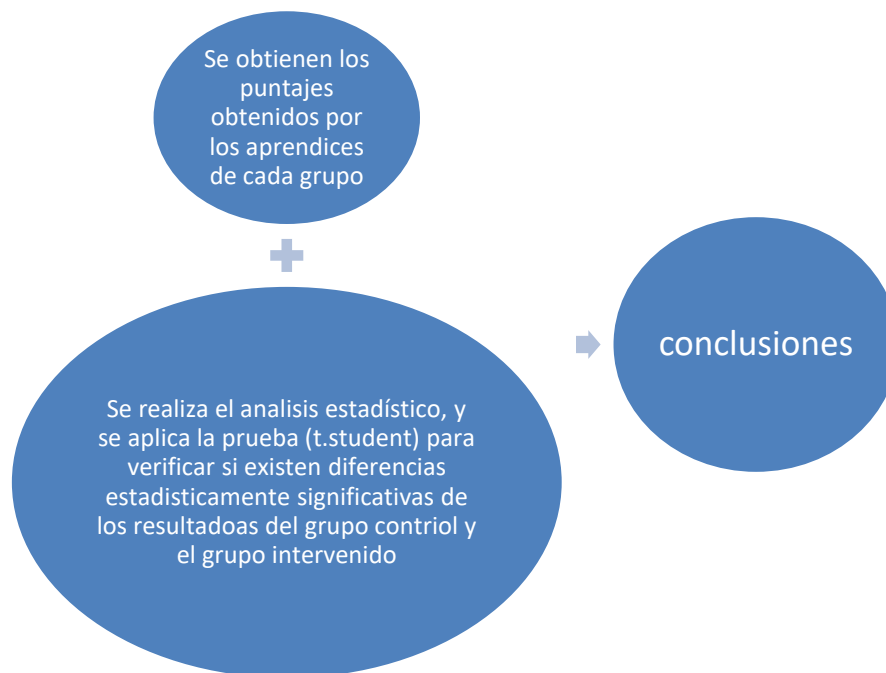 Se obtienen los
puntajes
obtenidos por
los aprendices
de cada grupo
Se realiza el analisis estadístico, y
se aplica la prueba (t.student) para
verificar si existen diferencias
estadisticamente significativas de
los resultadoas del grupo contriol y
el grupo intervenido
conclusiones